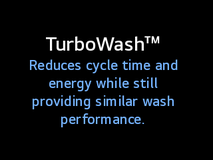 TurboWash™
Reduces cycle time and
energy while still
providing similar wash
performance.